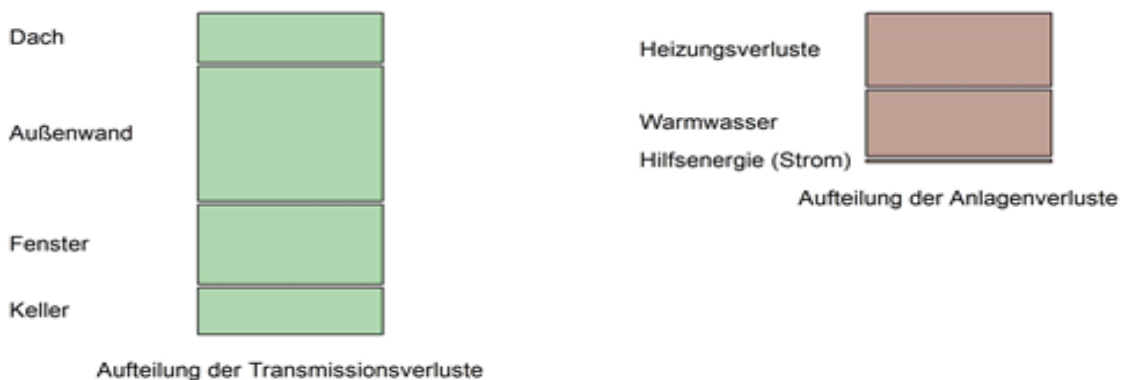 Dach
Außenwand
Fenster
Keller
Aufteilung der Transmissionsverluste
Heizungsverluste
Warmwasser
Hilfsenergie (Strom)
Aufteilung der Anlagenverluste